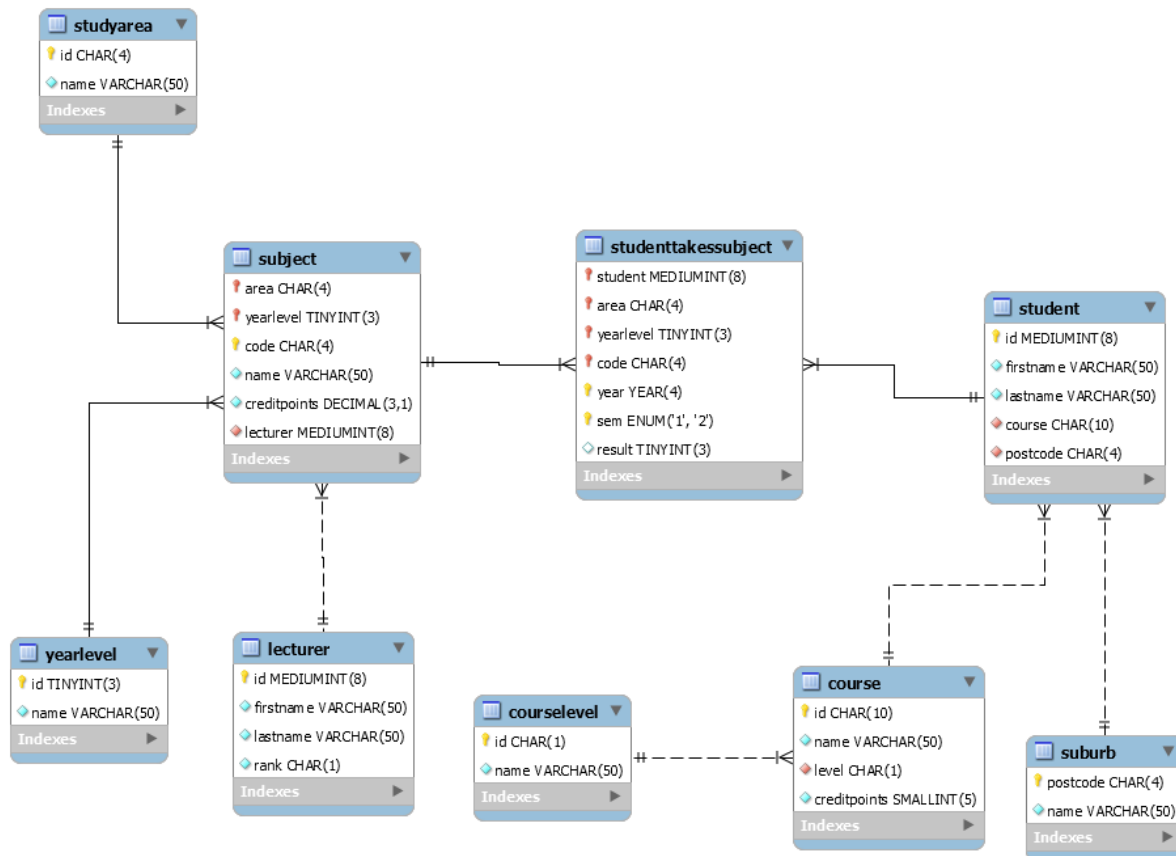 studyarea
id CHAR(4)
name VARCHAR(50)
Indexes
subject
area CHAR(4)
yearlevel TINYINT(3)
code CHAR(4)
name VARCHAR(50)
creditpoints DECIMAL(3,1)
lecturer MEDIUMINT(8)
Indexes
studenttakessubject
student MEDIUMINT(8)
area CHAR(4)
yearlevel TINYINT(3)
code CHAR(4)
year YEAR(4)
sem ENUM('1', '2')
result TINYINT(3)
Indexes
student
id MEDIUMINT(8)
firstname VARCHAR(50)
lastname VARCHAR(50)
course CHAR(10)
postcode CHAR(4)
Indexes
yearlevel
id TINYINT(3)
name VARCHAR(50)
Indexes
lecturer
id MEDIUMINT(8)
firstname VARCHAR(50)
lastname VARCHAR(50)
rank CHAR(1)
Indexes
courselevel
id CHAR(1)
name VARCHAR(50)
Indexes
course
id CHAR(10)
name VARCHAR(50)
level CHAR(1)
creditpoints SMALLINT(5)
Indexes
suburb
postcode CHAR(4)
name VARCHAR(50)
Indexes